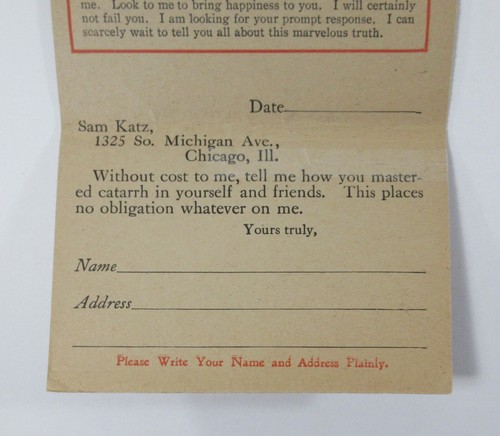 me. Look to me to bring happiness to you. I will certainly
not fail you. I am looking for your prompt response. I can
scarcely wait to tell you all about this marvelous truth.
Date
Sam Katz,
1325 So. Michigan Ave.,
Chicago, Ill.
Without cost to me, tell me how you master-
ed catarrh in yourself and friends. This places
no obligation whatever on me.
Yours truly,
Name
Address
Please Write Your Name and Address Plainly.